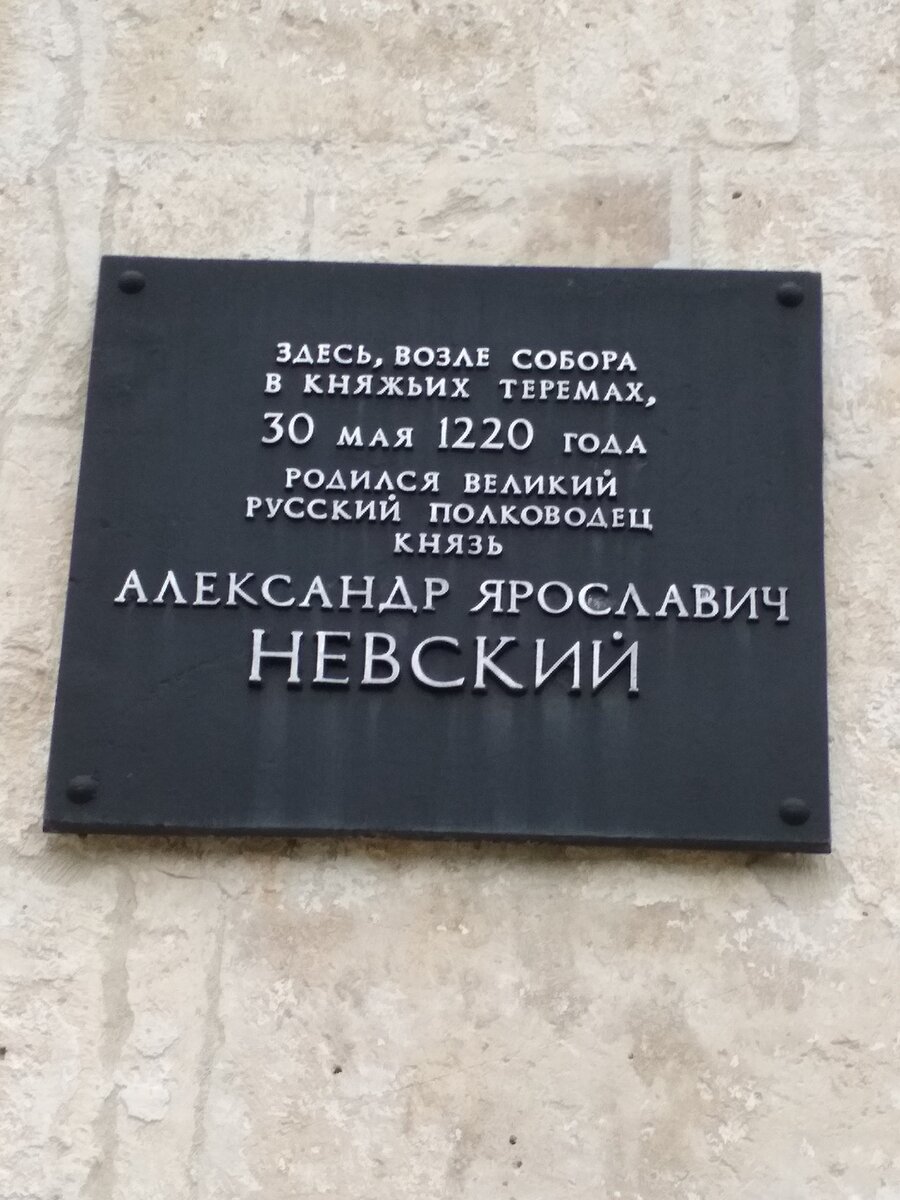 ЗДЕСЬ, ВОЗЛЕ СОБОРА
В КНЯЖЬИХ ТЕРЕМАХ,
30 МАЯ 1220 ГОДА
РОДИЛСЯ ВЕЛИКИЙ
РУССКИЙ ПОЛКОВОДЕЦ
КНЯЗЬ
АЛЕКСАНДР ЯРОСЛАВИЧ
НЕВСКИЙ